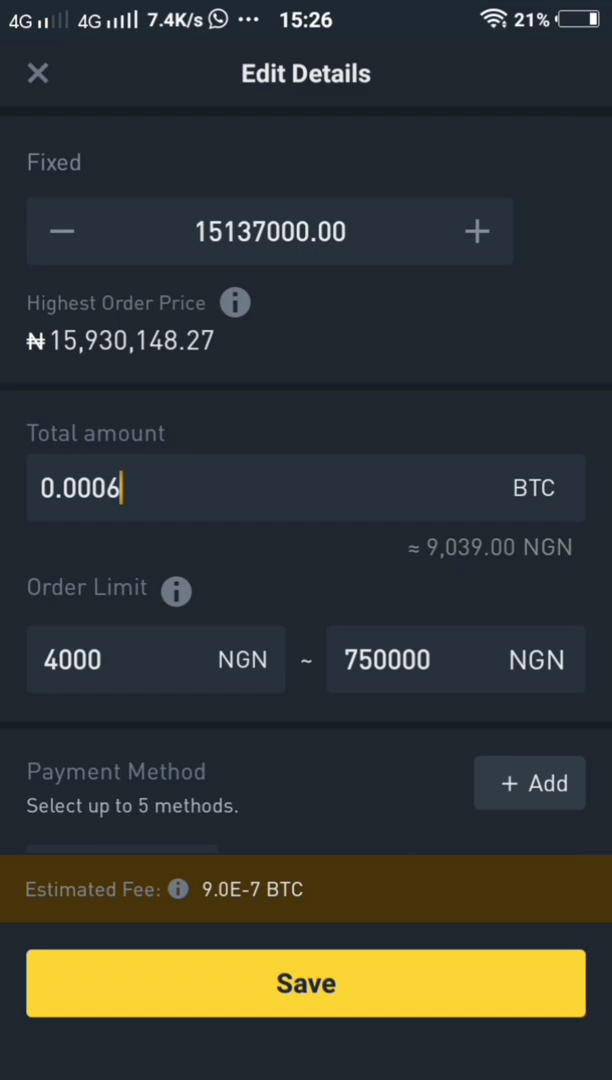 4G 4G 7.4K/s ••• 15:26 21%
Edit Details
Fixed
15137000.00
Highest Order Price
₦15,930,148.27
Total amount
0.0006 BTC
≈ 9,039.00 NGN
Order Limit
4000 NGN ~ 750000 NGN
Payment Method
+ Add
Select up to 5 methods.
Estimated Fee: 9.0E-7 BTC
Save